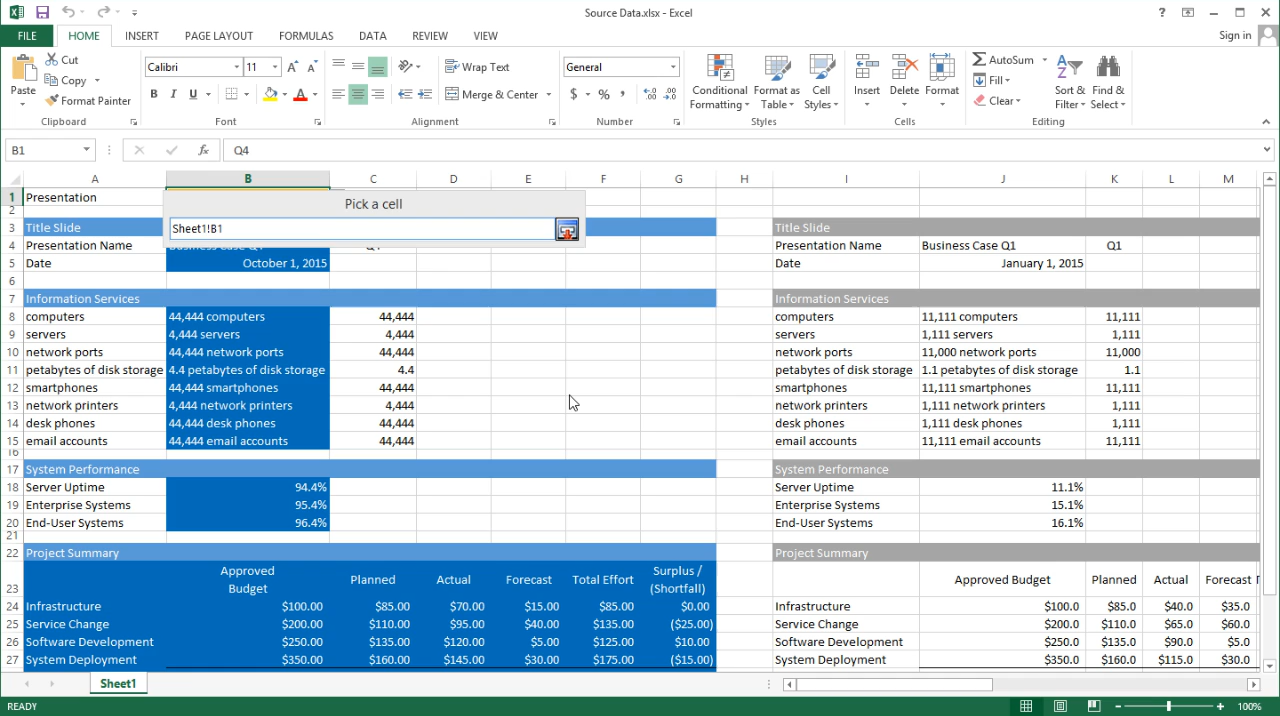 Source Data.xlsx - Excel
?
FILE HOME INSERT PAGE LAYOUT FORMULAS DATA REVIEW VIEW Sign in
Paste Cut Copy Format Painter Clipboard
Calibri 11 A A B I U A Font
Wrap Text Merge & Center Alignment
General $ % , Number
Conditional Formatting Format as Table Cell Styles Styles
Insert Delete Format Cells
AutoSum Fill Clear Sort & Filter Find & Select Editing
B1 fx Q4
A B C D E F G H I J K L M
1 Presentation
Pick a cell
Sheet1!B1
2
3 Title Slide Title Slide
4 Presentation Name Business Case Q1 Presentation Name Business Case Q1 Q1
5 Date October 1, 2015 Date January 1, 2015
6
7 Information Services Information Services
8 computers 44,444 computers 44,444 computers 11,111 computers 11,111
9 servers 4,444 servers 4,444 servers 1,111 servers 1,111
10 network ports 44,444 network ports 44,444 network ports 11,000 network ports 11,000
11 petabytes of disk storage 4.4 petabytes of disk storage 4.4 petabytes of disk storage 1.1 petabytes of disk storage 1.1
12 smartphones 44,444 smartphones 44,444 smartphones 11,111 smartphones 11,111
13 network printers 4,444 network printers 4,444 network printers 1,111 network printers 1,111
14 desk phones 44,444 desk phones 44,444 desk phones 1,111 desk phones 1,111
15 email accounts 44,444 email accounts 44,444 email accounts 11,111 email accounts 11,111
16
17 System Performance System Performance
18 Server Uptime 94.4% Server Uptime 11.1%
19 Enterprise Systems 95.4% Enterprise Systems 15.1%
20 End-User Systems 96.4% End-User Systems 16.1%
21
22 Project Summary Project Summary
23 Approved Budget Planned Actual Forecast Total Effort Surplus / (Shortfall) Approved Budget Planned Actual Forecast T
24 Infrastructure $100.00 $85.00 $70.00 $15.00 $85.00 $0.00 Infrastructure $100.0 $85.0 $40.0 $35.0
25 Service Change $200.00 $110.00 $95.00 $40.00 $135.00 ($25.00) Service Change $200.0 $110.0 $65.0 $60.0
26 Software Development $250.00 $135.00 $120.00 $5.00 $125.00 $10.00 Software Development $250.0 $135.0 $90.0 $5.0
27 System Deployment $350.00 $160.00 $145.00 $30.00 $175.00 ($15.00) System Deployment $350.0 $160.0 $115.0 $30.0
Sheet1
READY 100%